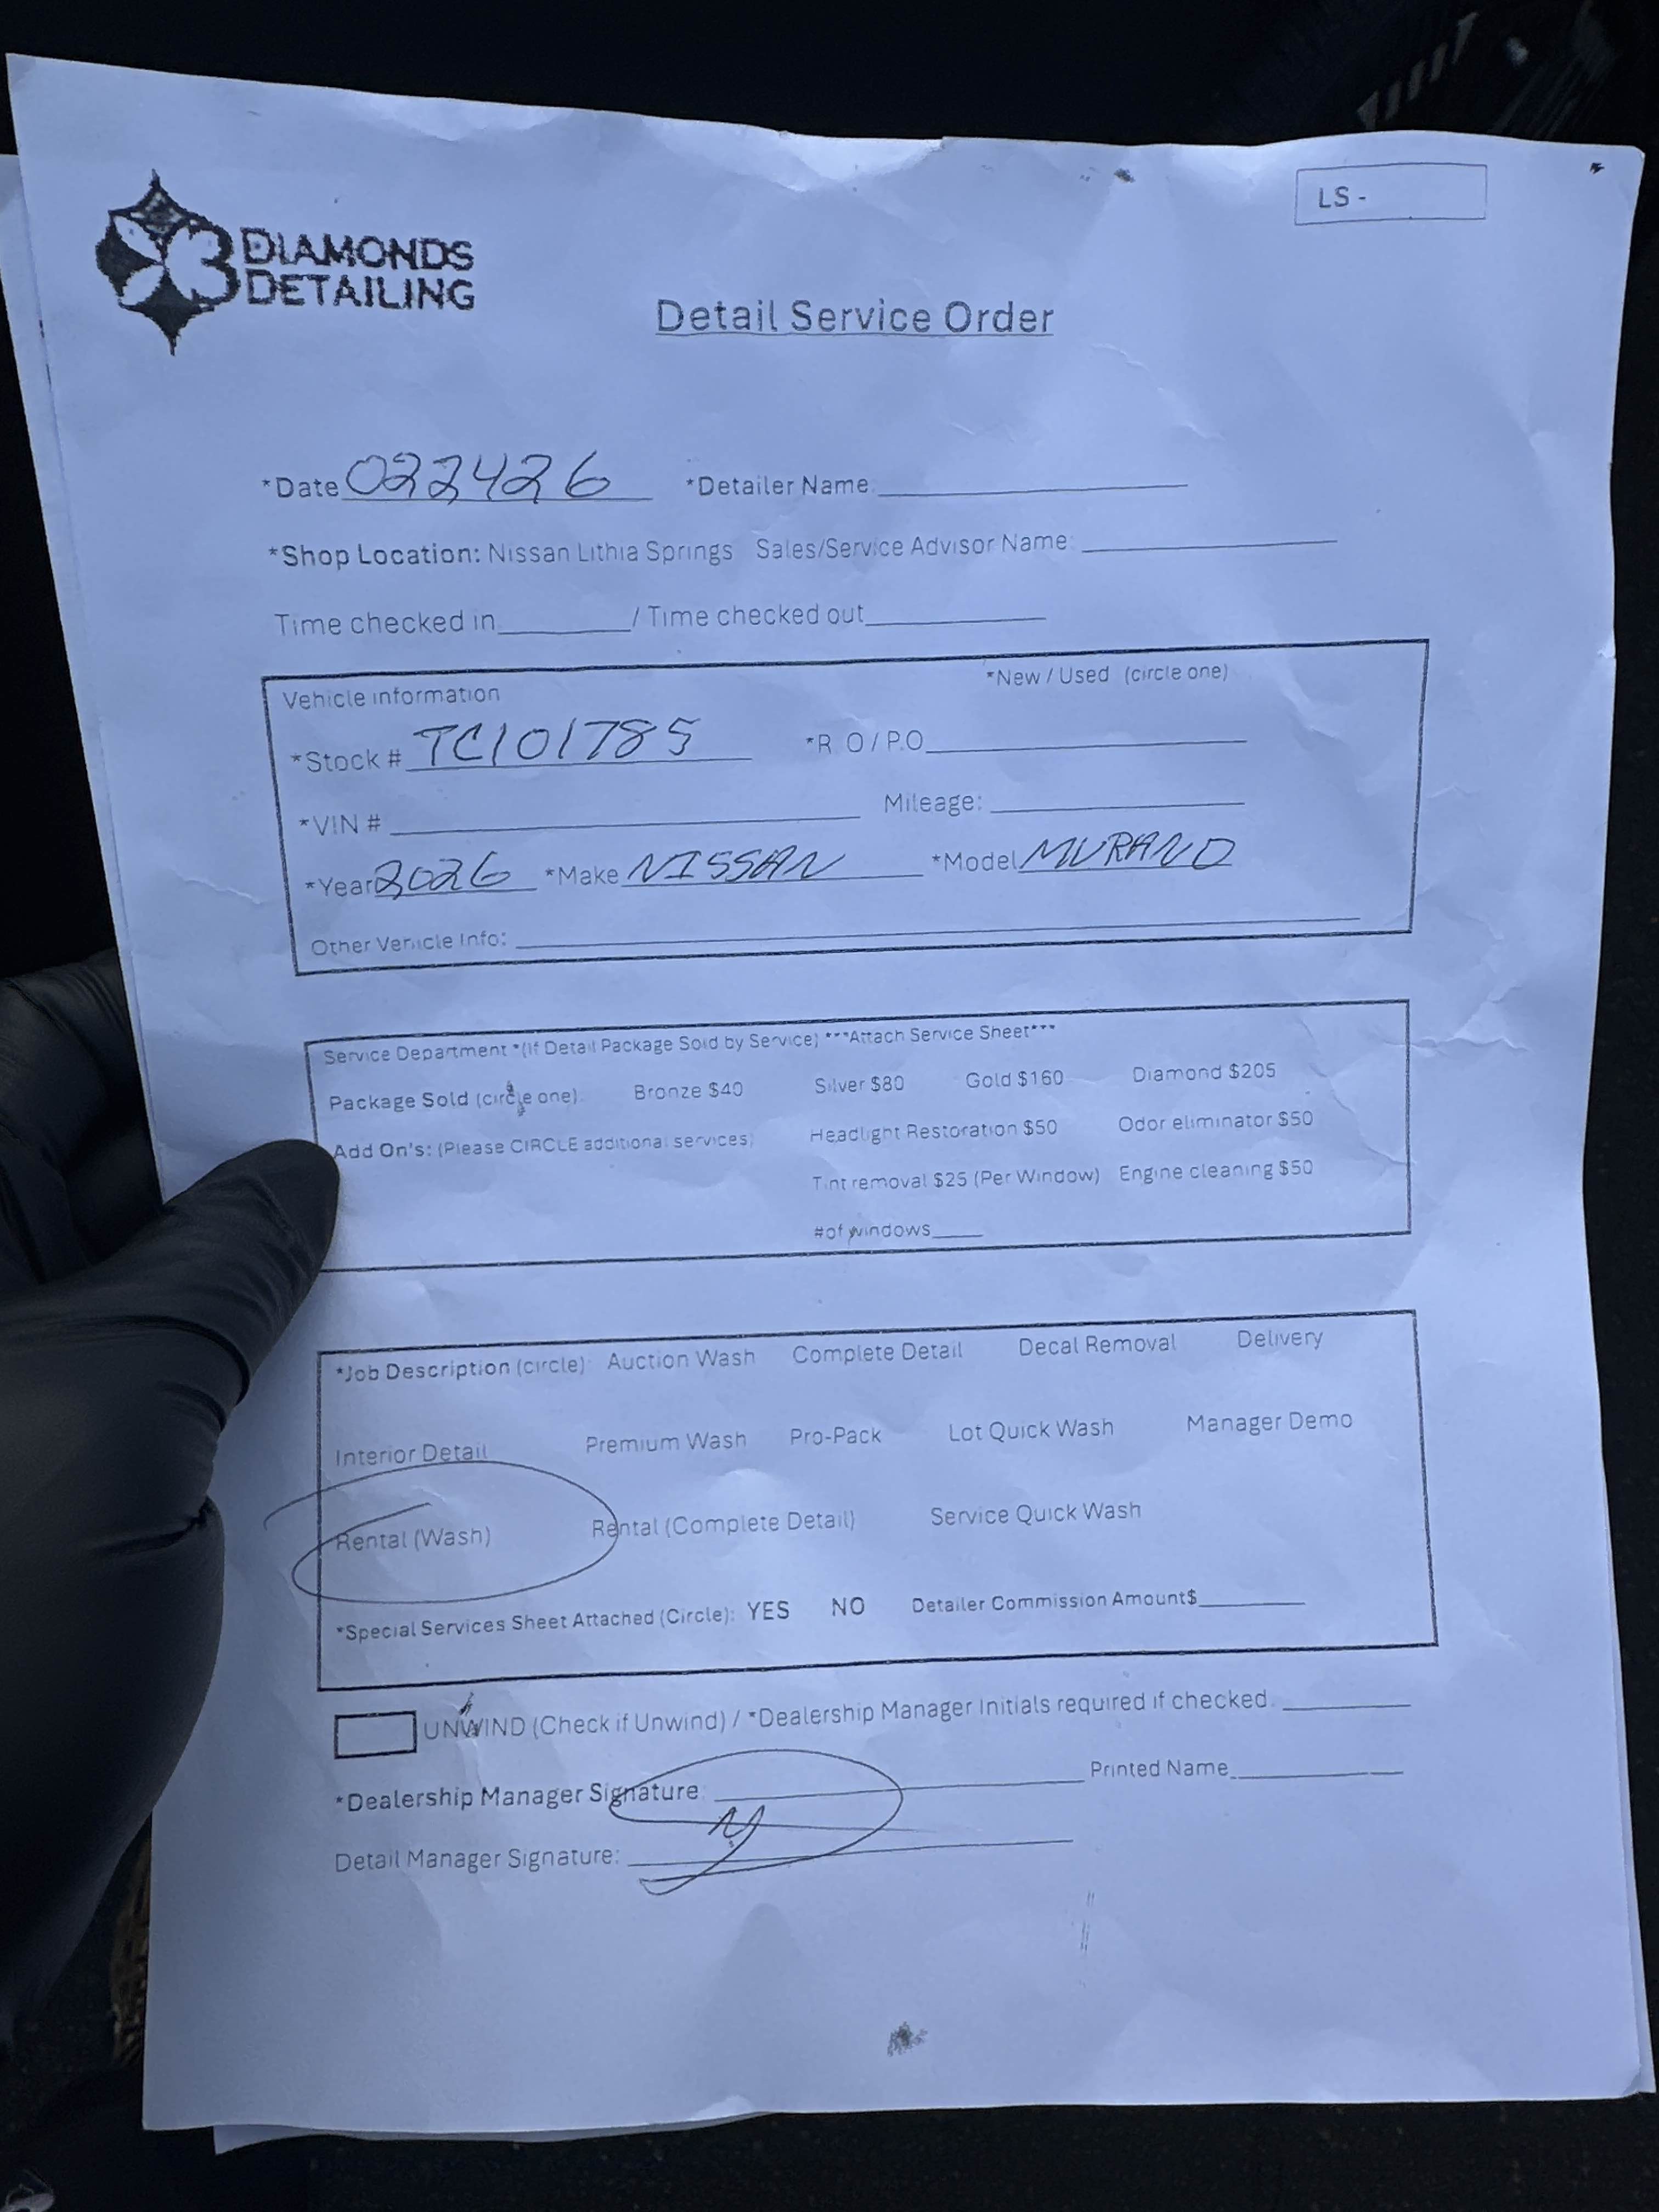 DIAMONDS
DETAILING
LS -
Detail Service Order
*Date 022426 *Detailer Name:
*Shop Location: Nissan Lithia Springs Sales/Service Advisor Name:
Time checked in / Time checked out
Vehicle information *New / Used (circle one)
*Stock # TC101785 *R.O/P.O
*VIN # Mileage:
*Year 2026 *Make NISSAN *Model MURANO
Other Vehicle Info:
Service Department *(If Detail Package Sold by Service) ***Attach Service Sheet***
Package Sold (circle one): Bronze $40 Silver $80 Gold $160 Diamond $205
Add On's: (Please CIRCLE additional services) Headlight Restoration $50 Odor eliminator $50
Tint removal $25 (Per Window) Engine cleaning $50
#of windows
*Job Description (circle): Auction Wash Complete Detail Decal Removal Delivery
Interior Detail Premium Wash Pro-Pack Lot Quick Wash Manager Demo
Rental (Wash) Rental (Complete Detail) Service Quick Wash
*Special Services Sheet Attached (Circle): YES NO Detailer Commission Amount$
UNWIND (Check if Unwind) / *Dealership Manager Initials required if checked.
*Dealership Manager Signature: Printed Name
Detail Manager Signature: